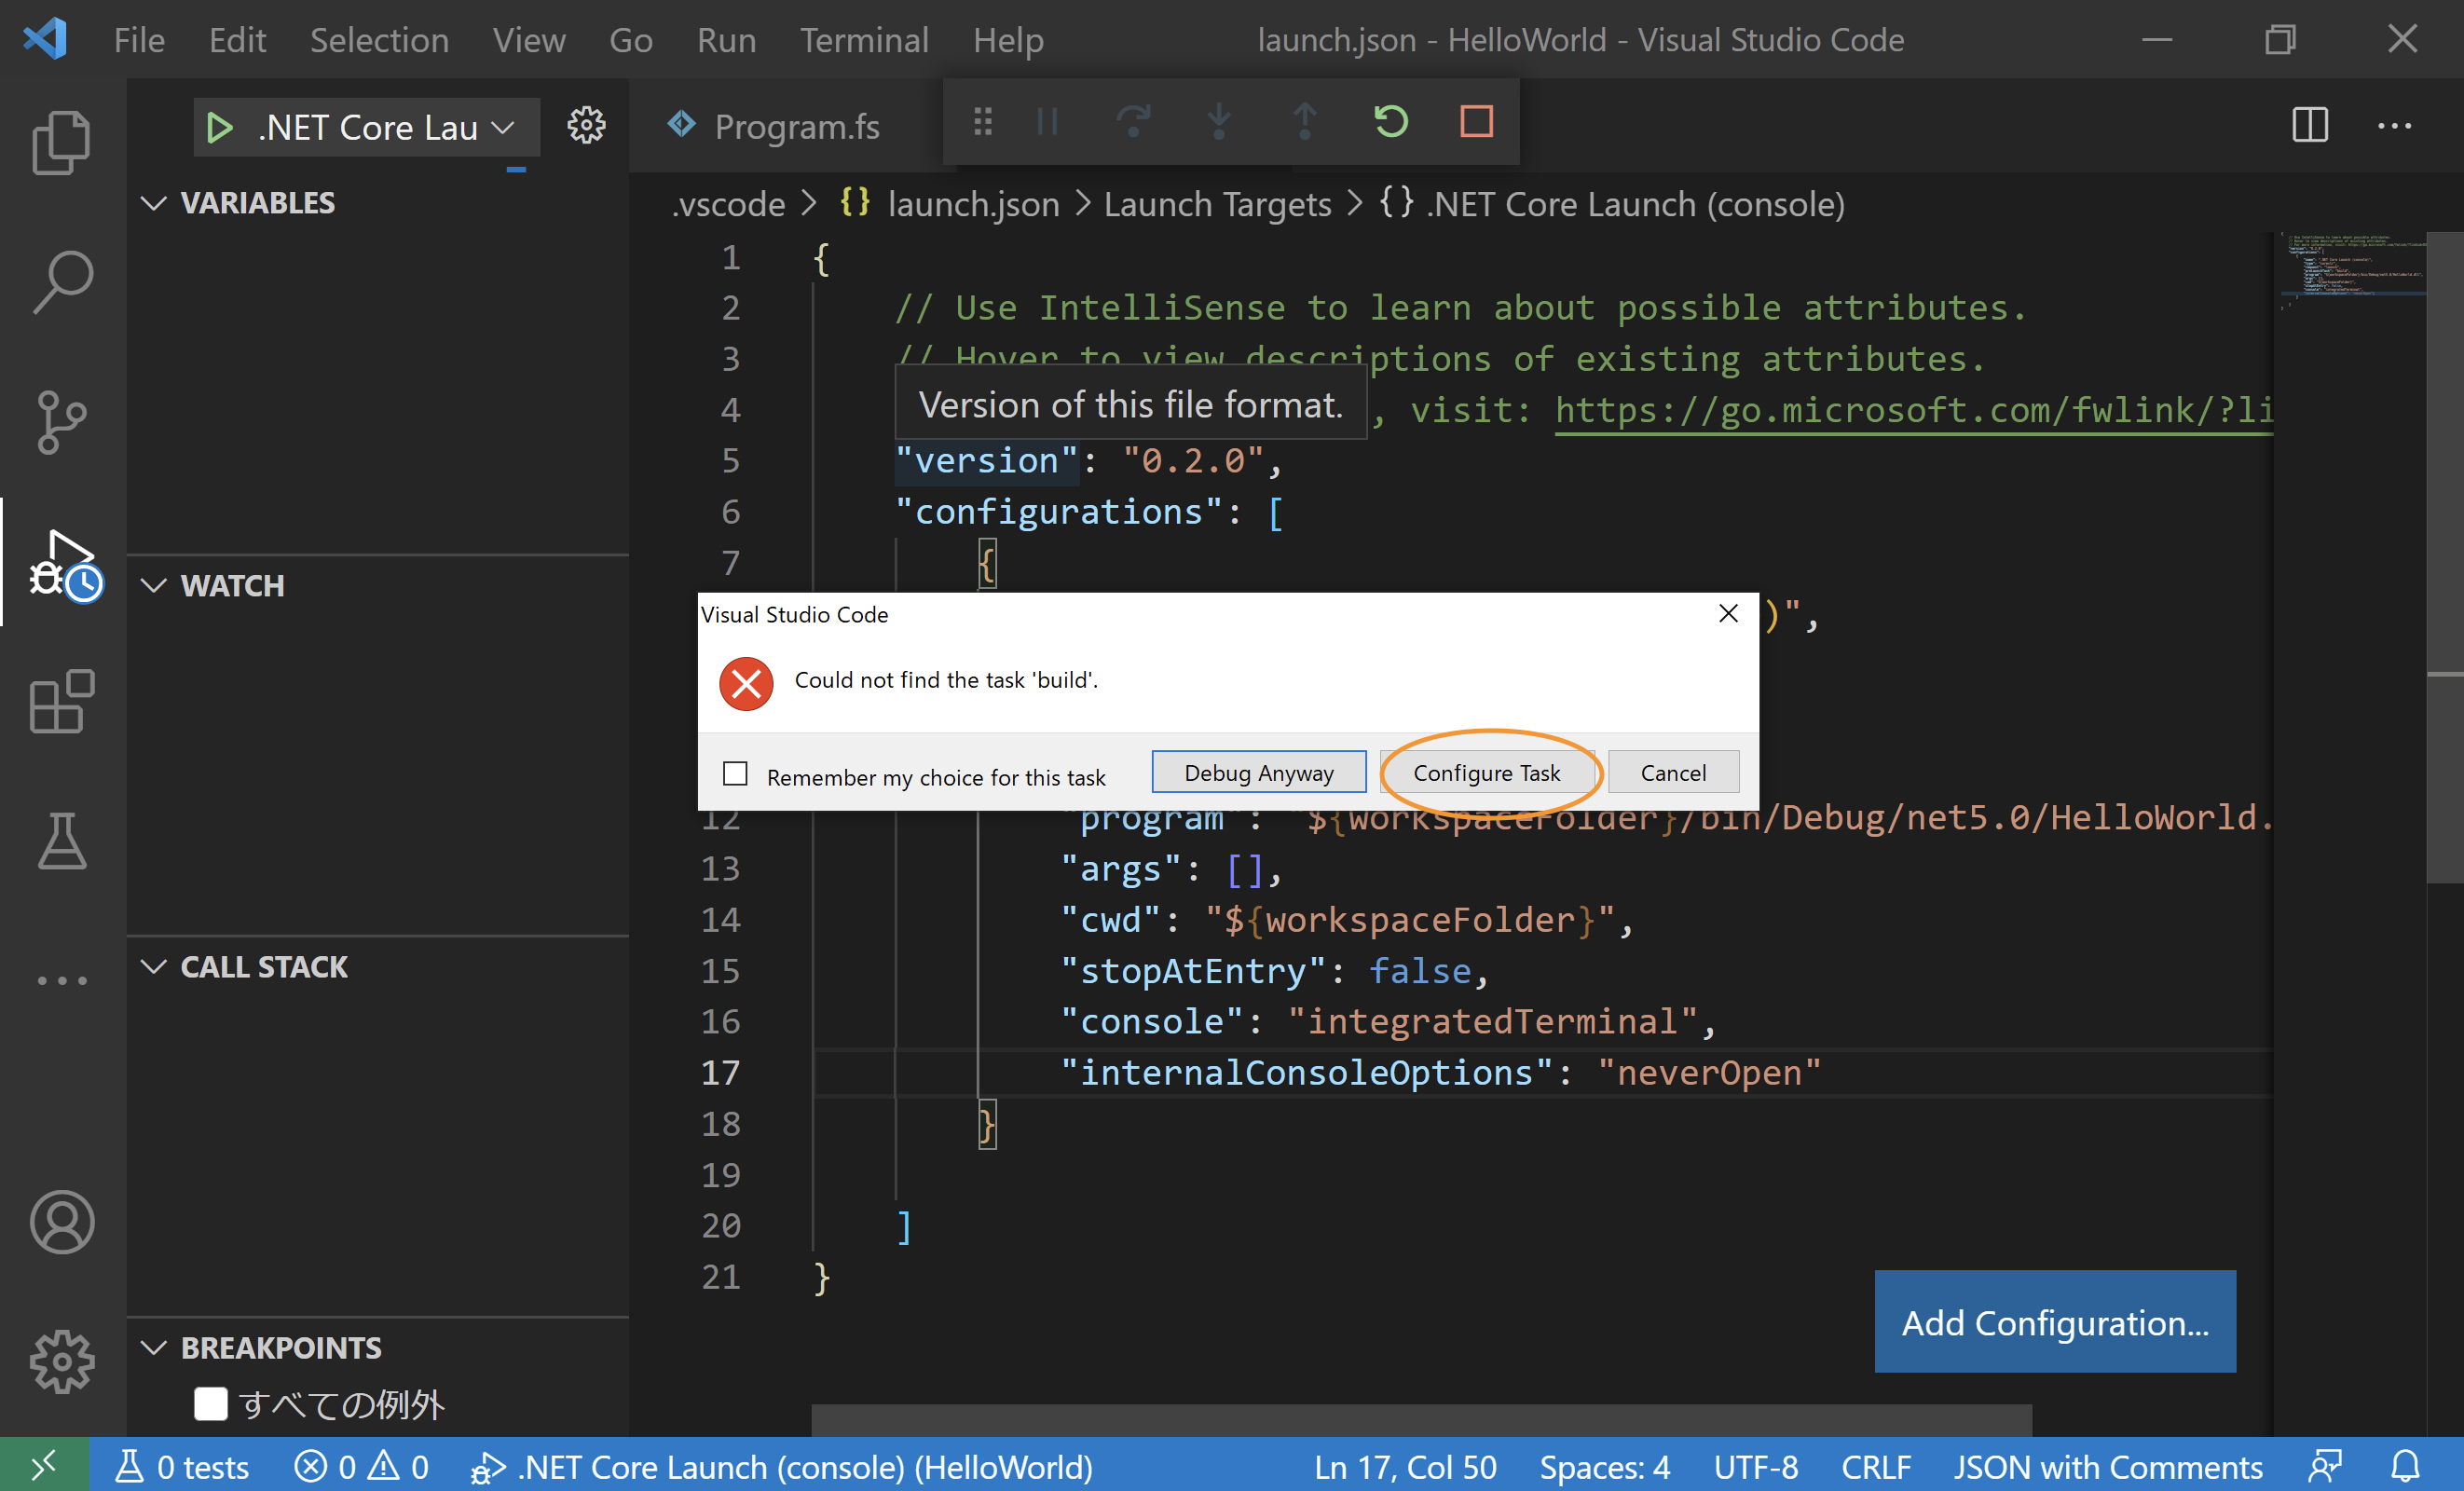 File Edit Selection View Go Run Terminal Help launch.json - HelloWorld - Visual Studio Code
.NET Core Lau
Program.fs
.vscode > {} launch.json > Launch Targets > {} .NET Core Launch (console)
VARIABLES
WATCH
CALL STACK
BREAKPOINTS
すべての例外
1 {
2 // Use IntelliSense to learn about possible attributes.
3 // Hover to view descriptions of existing attributes.
Version of this file format.
4 , visit: https://go.microsoft.com/fwlink/?li
5 "version": "0.2.0",
6 "configurations": [
7 {
)",
Visual Studio Code
Could not find the task 'build'.
Remember my choice for this task
Debug Anyway
Configure Task
Cancel
12 "program": "${workspaceFolder}/bin/Debug/net5.0/HelloWorld.
13 "args": [],
14 "cwd": "${workspaceFolder}",
15 "stopAtEntry": false,
16 "console": "integratedTerminal",
17 "internalConsoleOptions": "neverOpen"
18 }
19
20 ]
21 }
Add Configuration...
0 tests 0 0 .NET Core Launch (console) (HelloWorld) Ln 17, Col 50 Spaces: 4 UTF-8 CRLF JSON with Comments